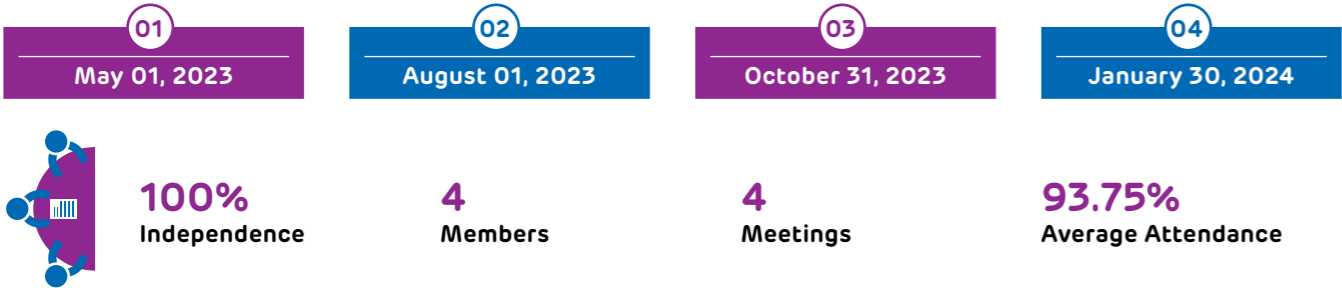 01
May 01, 2023
02
August 01, 2023
03
October 31, 2023
04
January 30, 2024
100%
Independence
4
Members
4
Meetings
93.75%
Average Attendance